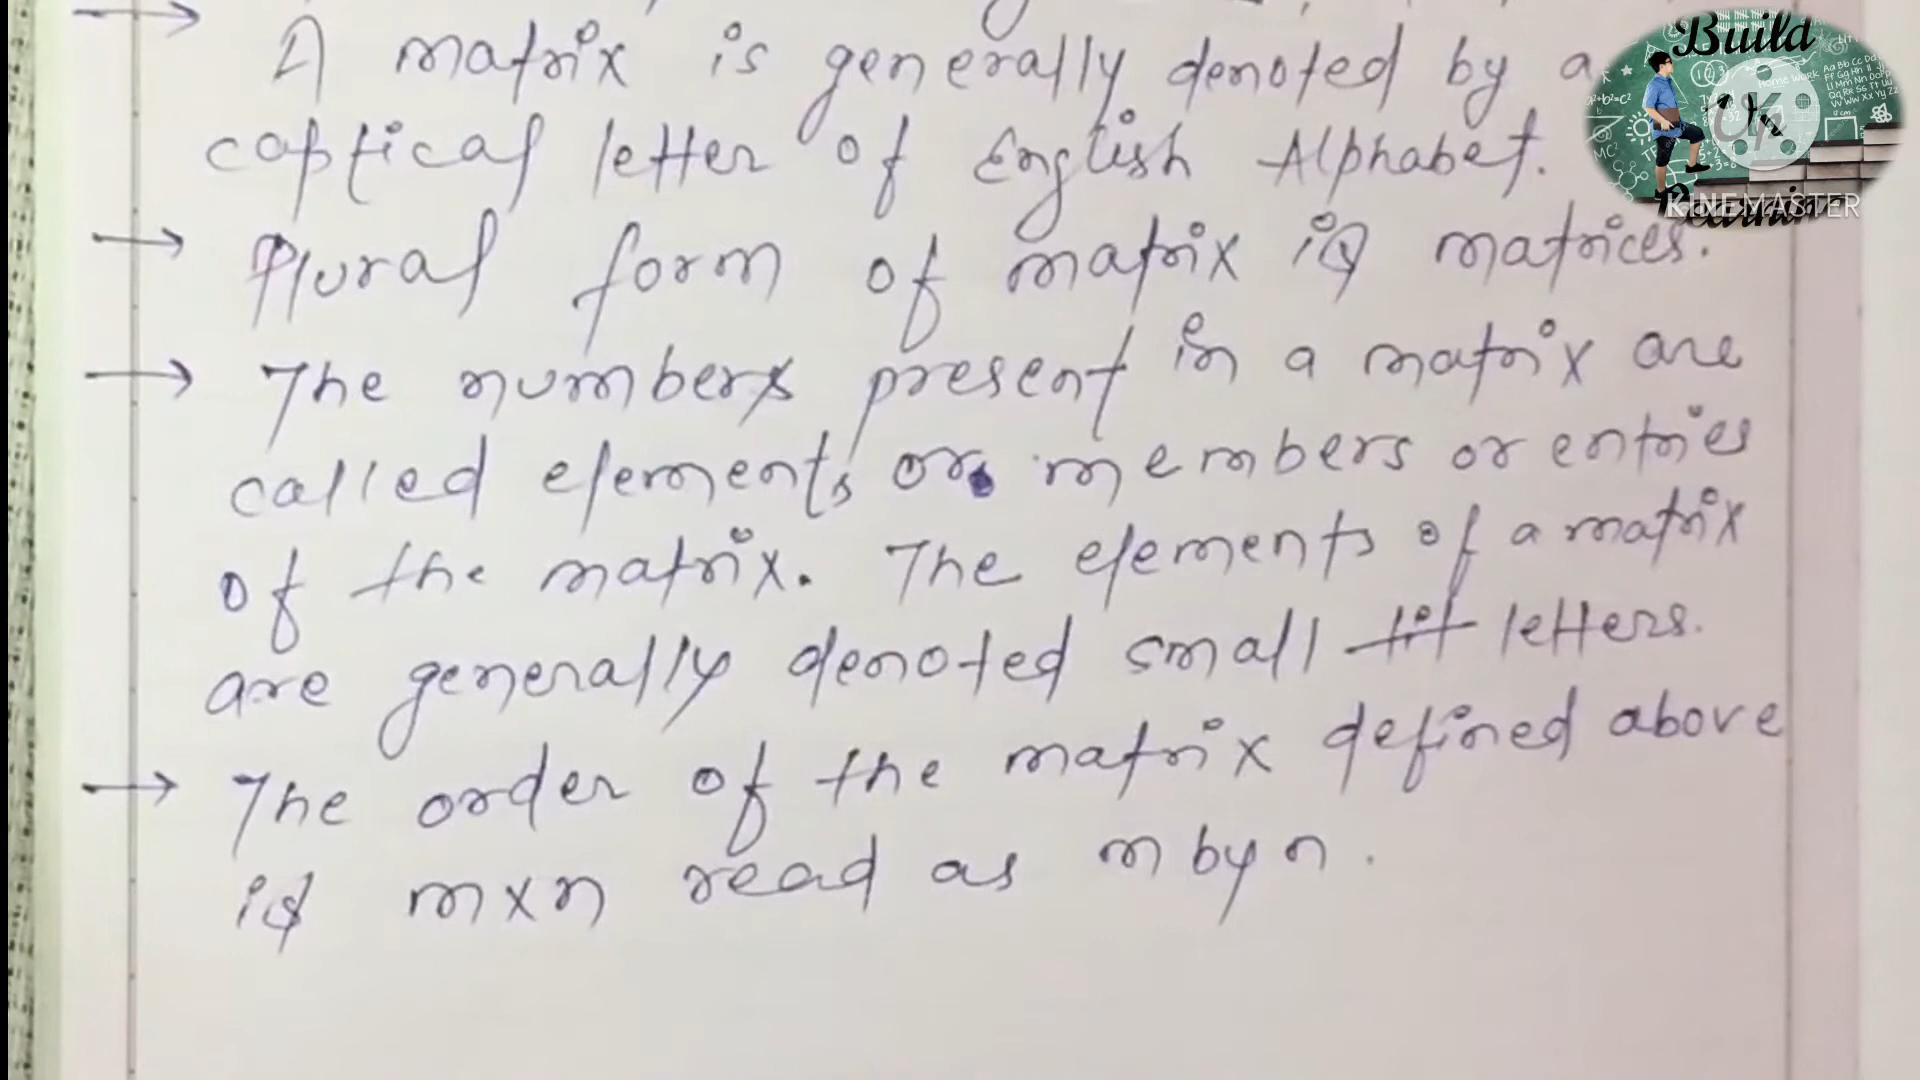 → A matrix is generally denoted by a
captical letter of English Alphabet.
→ Plural form of matrix is matrices.
→ The numbers present in a matrix are
called elements or members or entries
of the matrix. The elements of a matrix
are generally denoted small letters.
→ The order of the matrix defined above
is m×n read as m by n.
Build
KINEMASTER